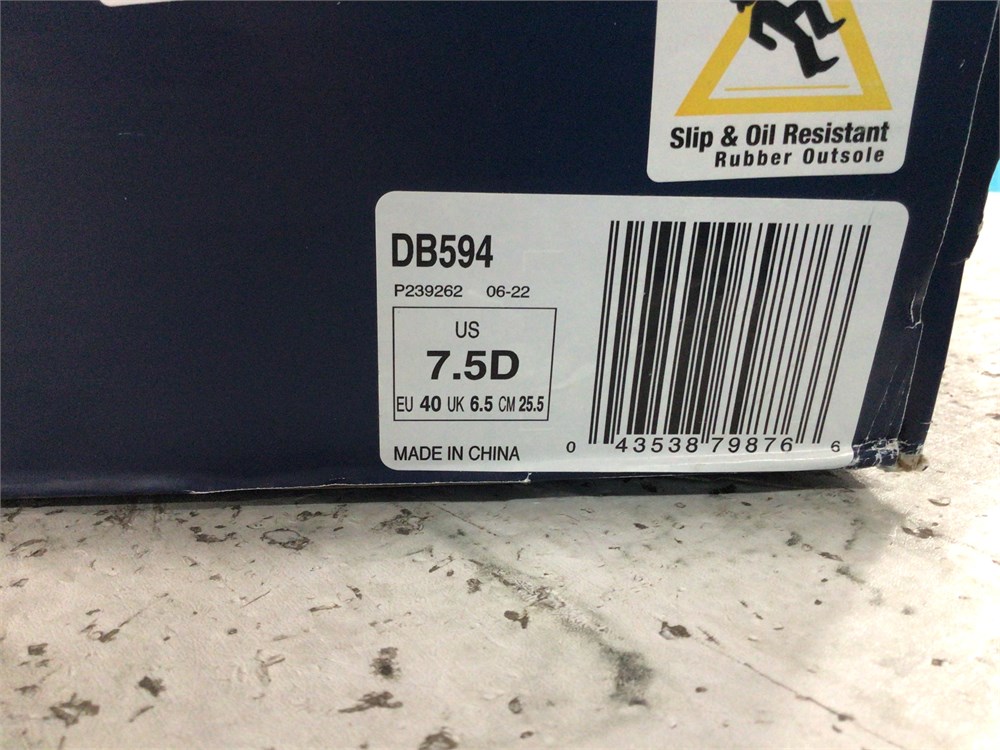 Slip & Oil Resistant
Rubber Outsole
DB594
P239262 06-22
US
7.5D
EU 40 UK 6.5 CM 25.5
MADE IN CHINA
0 43538 79876 6